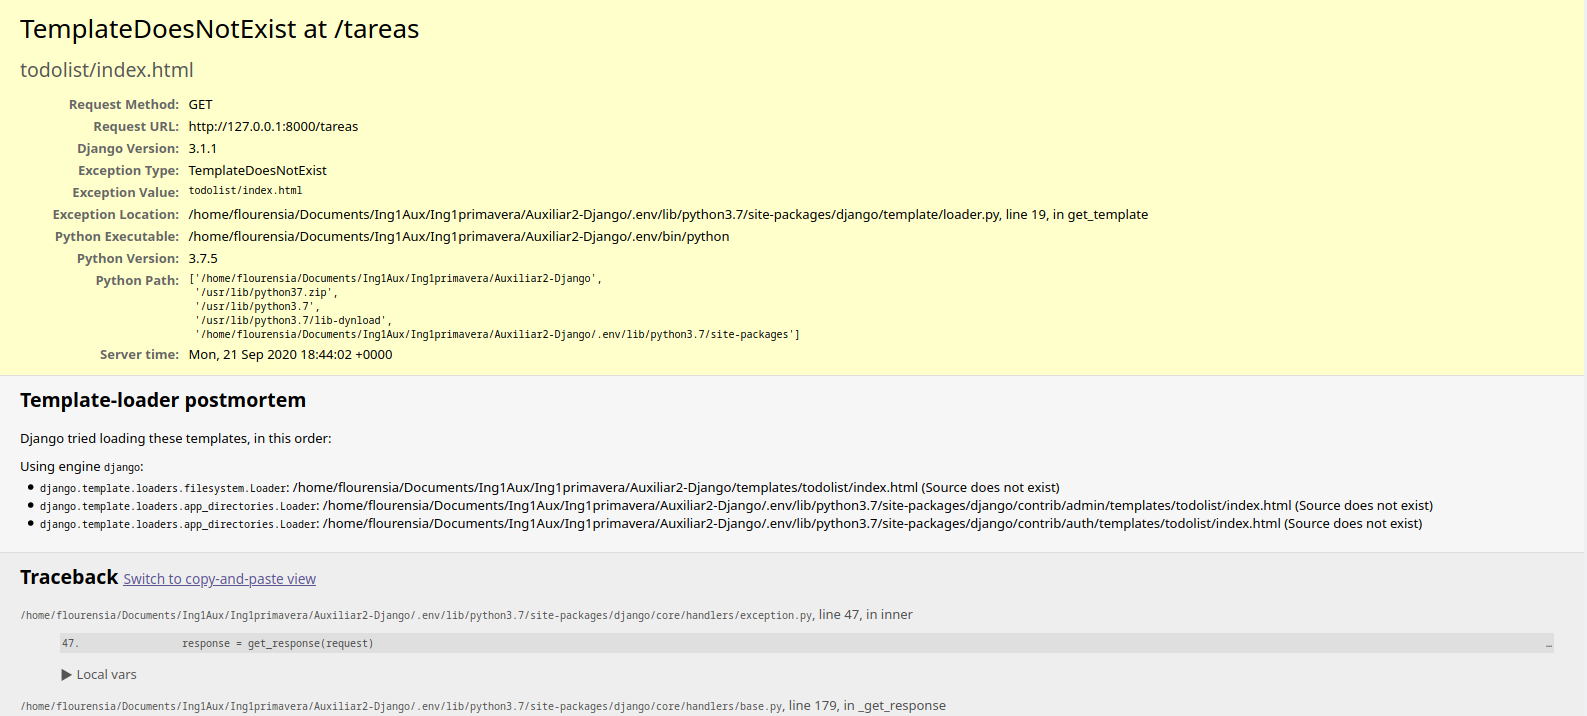 TemplateDoesNotExist at /tareas
todolist/index.html
Request Method: GET
Request URL: http://127.0.0.1:8000/tareas
Django Version: 3.1.1
Exception Type: TemplateDoesNotExist
Exception Value: todolist/index.html
Exception Location: /home/flourensia/Documents/Ing1Aux/Ing1primavera/Auxiliar2-Django/.env/lib/python3.7/site-packages/django/template/loader.py, line 19, in get_template
Python Executable: /home/flourensia/Documents/Ing1Aux/Ing1primavera/Auxiliar2-Django/.env/bin/python
Python Version: 3.7.5
Python Path: ['/home/flourensia/Documents/Ing1Aux/Ing1primavera/Auxiliar2-Django',
'/usr/lib/python37.zip',
'/usr/lib/python3.7',
'/usr/lib/python3.7/lib-dynload',
'/home/flourensia/Documents/Ing1Aux/Ing1primavera/Auxiliar2-Django/.env/lib/python3.7/site-packages']
Server time: Mon, 21 Sep 2020 18:44:02 +0000
Template-loader postmortem
Django tried loading these templates, in this order:
Using engine django:
• django.template.loaders.filesystem.Loader: /home/flourensia/Documents/Ing1Aux/Ing1primavera/Auxiliar2-Django/templates/todolist/index.html (Source does not exist)
• django.template.loaders.app_directories.Loader: /home/flourensia/Documents/Ing1Aux/Ing1primavera/Auxiliar2-Django/.env/lib/python3.7/site-packages/django/contrib/admin/templates/todolist/index.html (Source does not exist)
• django.template.loaders.app_directories.Loader: /home/flourensia/Documents/Ing1Aux/Ing1primavera/Auxiliar2-Django/.env/lib/python3.7/site-packages/django/contrib/auth/templates/todolist/index.html (Source does not exist)
Traceback Switch to copy-and-paste view
/home/flourensia/Documents/Ing1Aux/Ing1primavera/Auxiliar2-Django/.env/lib/python3.7/site-packages/django/core/handlers/exception.py, line 47, in inner
47. response = get_response(request) …
▶ Local vars
/home/flourensia/Documents/Ing1Aux/Ing1primavera/Auxiliar2-Django/.env/lib/python3.7/site-packages/django/core/handlers/base.py, line 179, in _get_response